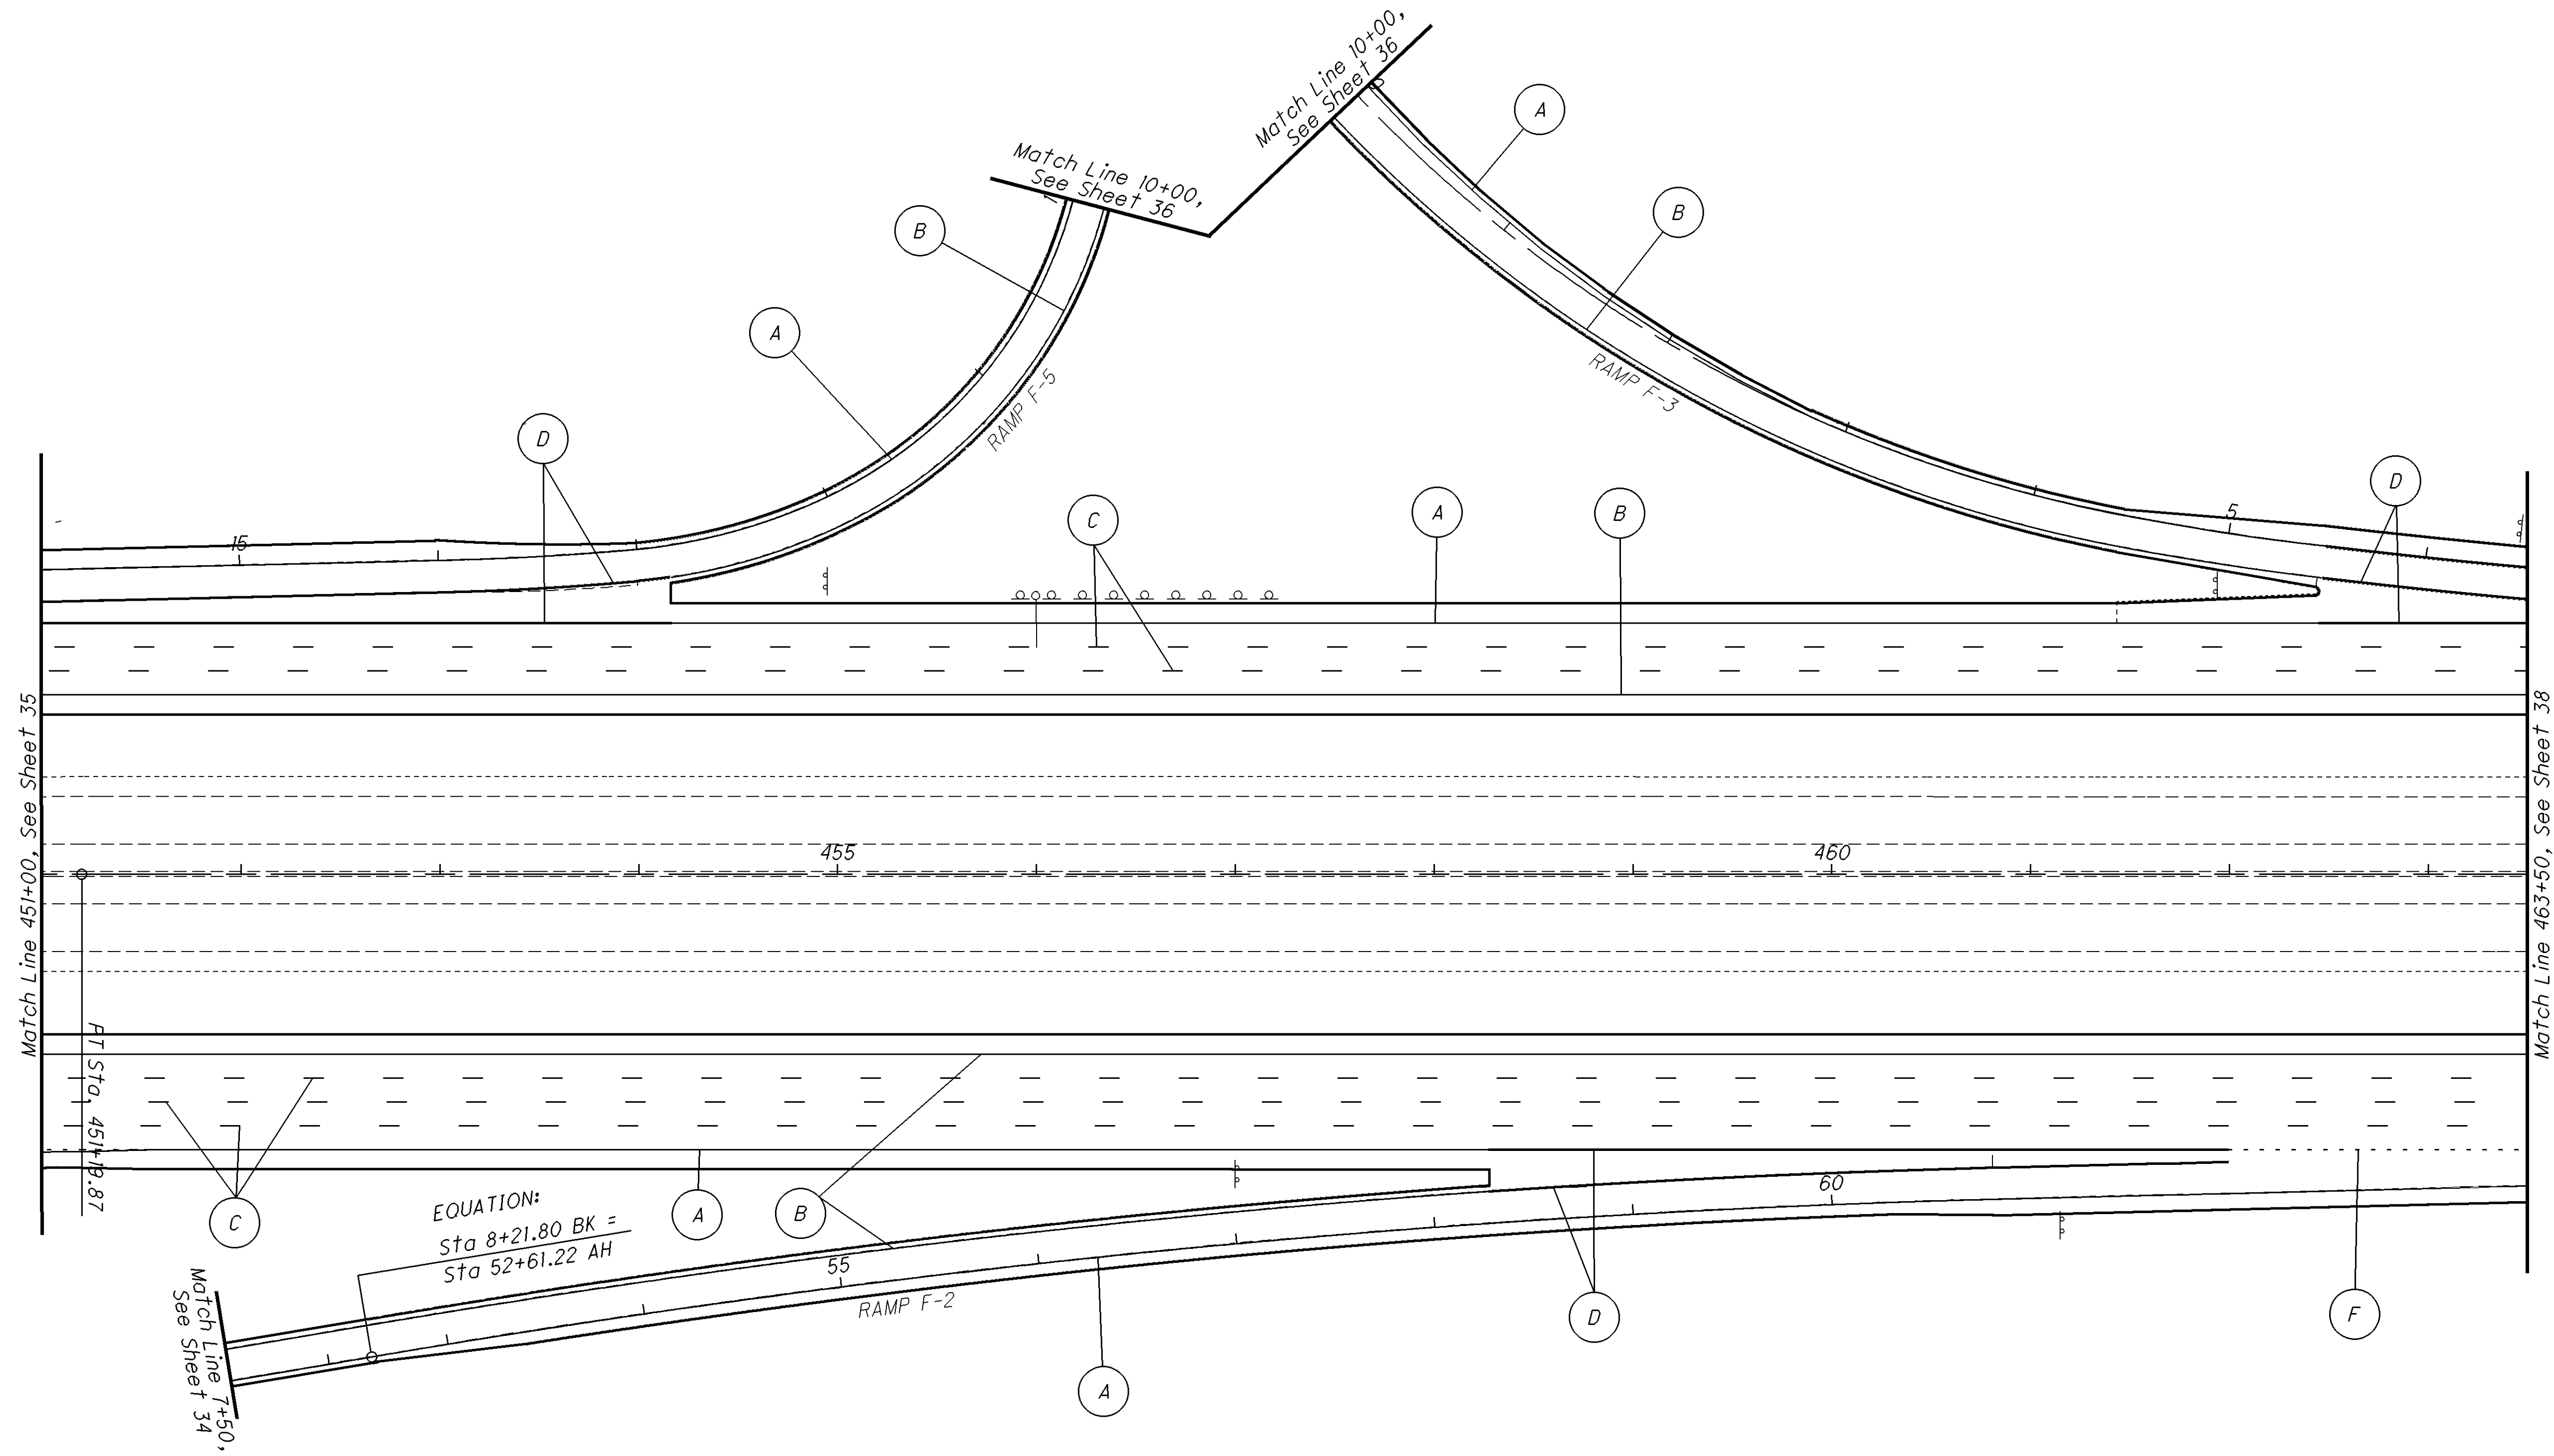 Match Line 10+00,
See Sheet 36
Match Line 10+00,
See Sheet 36
A
B
B
A
RAMP F-5
RAMP F-3
D
C
A
B
D
15
5
Match Line 451+00, See Sheet 35
Match Line 463+50, See Sheet 38
455
460
PT Sta. 451+19.87
C
EQUATION:
Sta 8+21.80 BK =
Sta 52+61.22 AH
A
B
55
60
RAMP F-2
D
F
A
Match Line 7+50,
See Sheet 34